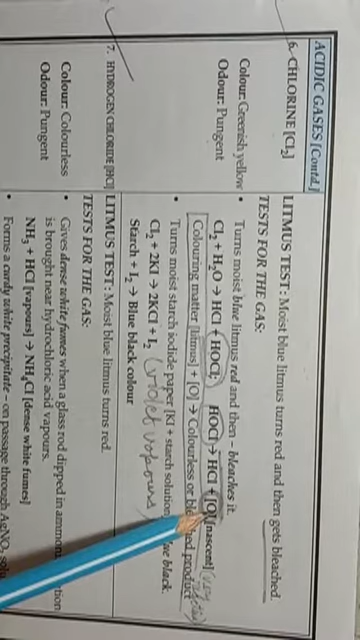 ACIDIC GASES [Contd.]
6. CHLORINE [Cl₂]
Colour: Greenish yellow
Odour: Pungent
LITMUS TEST: Moist blue litmus turns red and then gets bleached.
TESTS FOR THE GAS:
• Turns moist blue litmus red and then - bleaches it.
Cl₂ + H₂O → HCl + HOCl, HOCl → HCl + [O] [nascent]
Colouring matter [litmus] + [O] → Colourless or product
• Turns moist starch iodide paper [KI + starch solution black.
Cl₂ + 2KI → 2KCl + I₂ (violet vapours)
Starch + I₂ → Blue black colour
7. HYDROGEN CHLORIDE [HCl]
Colour: Colourless
Odour: Pungent
LITMUS TEST: Moist blue litmus turns red.
TESTS FOR THE GAS:
• Gives dense white fumes when a glass rod dipped in
is brought near hydrochloric acid vapours.
NH₃ + HCl [vapours] → NH₄Cl [dense white fumes]
• Forms a curdy white precipitate – on passage through AgNO₃